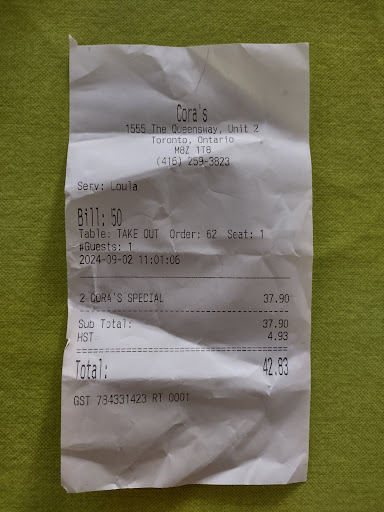 Cora's
1555 The Queensway, Unit 2
Toronto, Ontario
M8Z 1T8
(416) 259-3823
Serv: Loula
Bill: 50
Table: TAKE OUT Order: 62 Seat: 1
#Guests: 1
2024-09-02 11:01:06
2 CORA'S SPECIAL 37.90
Sub Total: 37.90
HST 4.93
Total: 42.83
GST 784331423 RT 0001